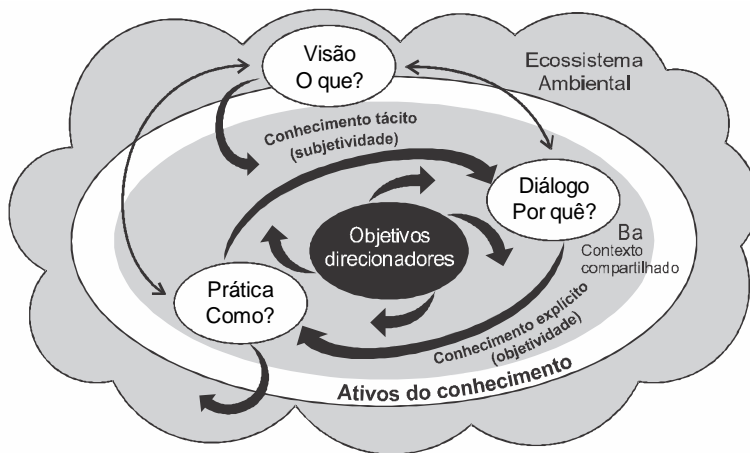 Visão
O que?
Ecossistema
Ambiental
Conhecimento tácito
(subjetividade)
Diálogo
Por quê?
Objetivos
direcionadores
Ba
Contexto
compartilhado
Prática
Como?
Conhecimento explícito
(objetividade)
Ativos do conhecimento